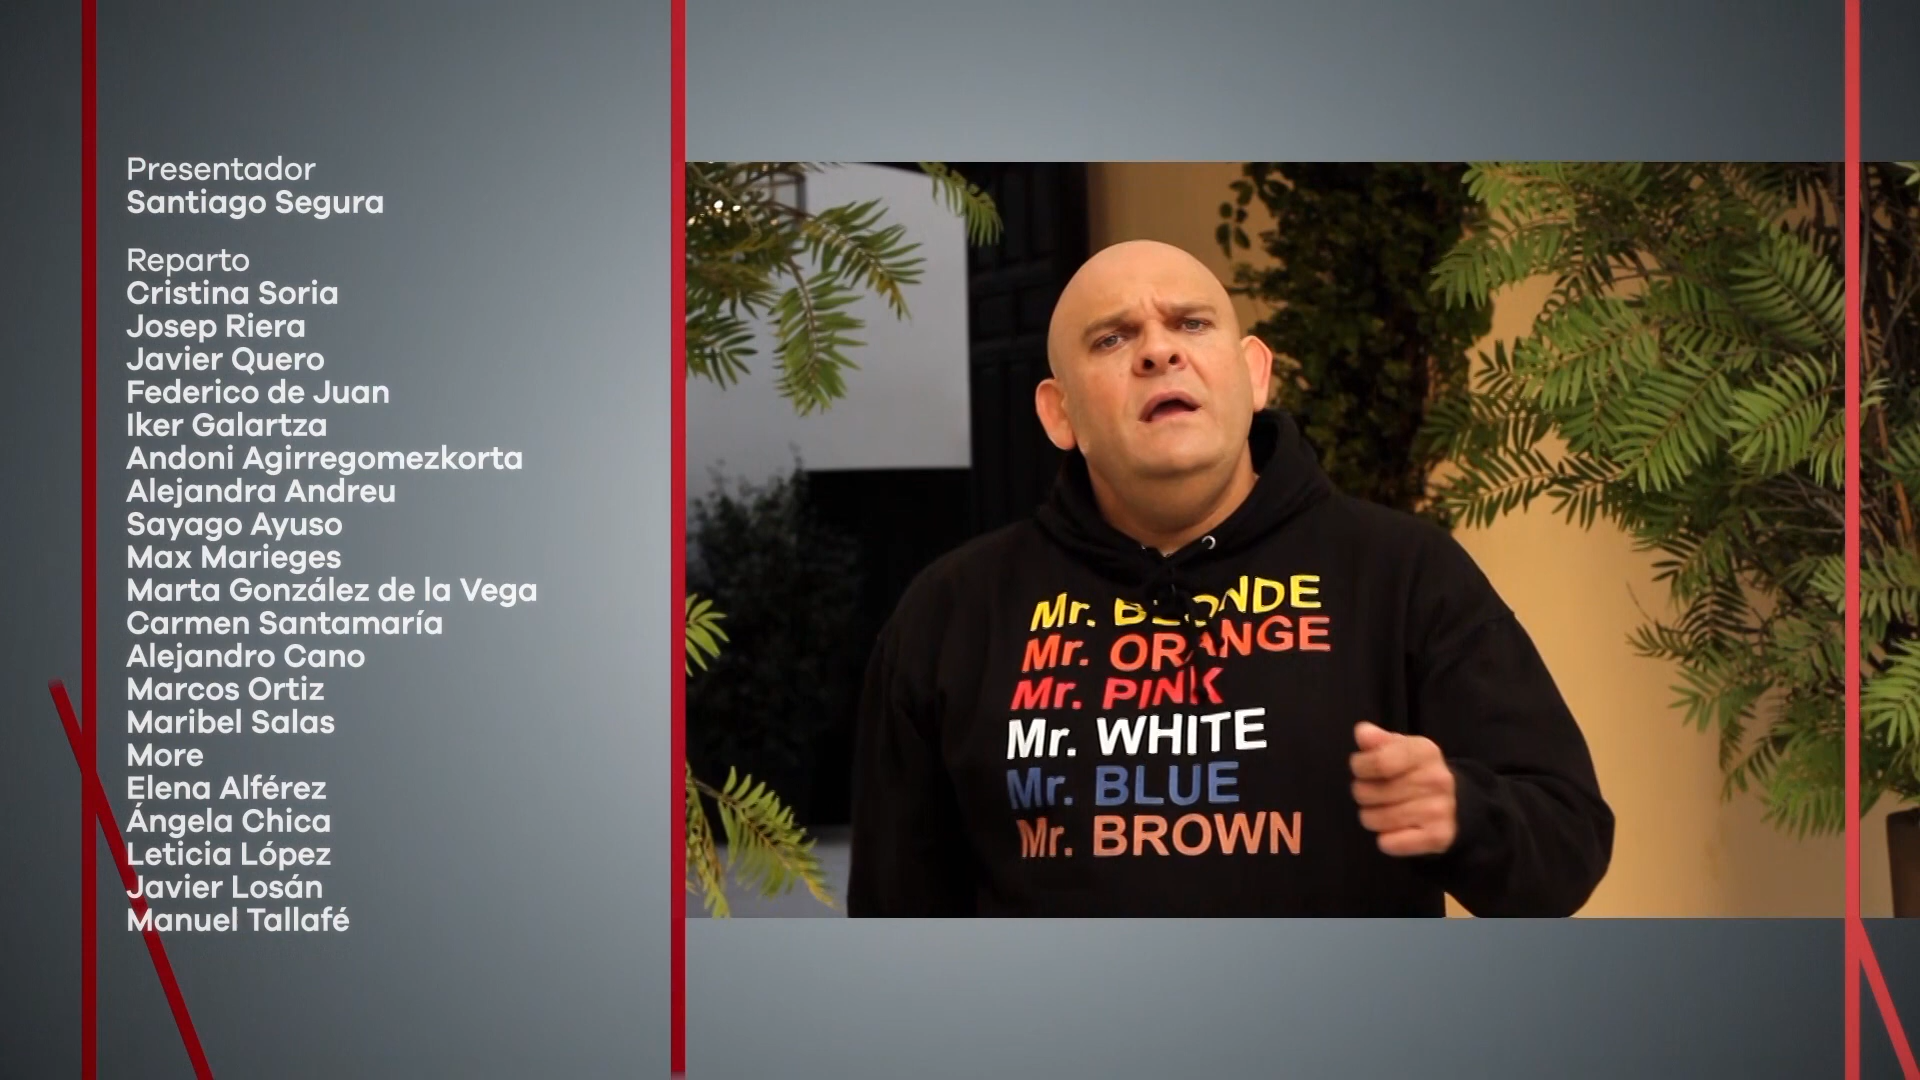 Presentador
Santiago Segura
Reparto
Cristina Soria
Josep Riera
Javier Quero
Federico de Juan
Iker Galartza
Andoni Agirregomezkorta
Alejandra Andreu
Sayago Ayuso
Max Marieges
Marta González de la Vega
Carmen Santamaría
Alejandro Cano
Marcos Ortiz
Maribel Salas
More
Elena Alférez
Ángela Chica
Leticia López
Javier Losán
Manuel Tallafé
Mr. BLONDE
Mr. ORANGE
Mr. PINK
Mr. WHITE
Mr. BLUE
Mr. BROWN